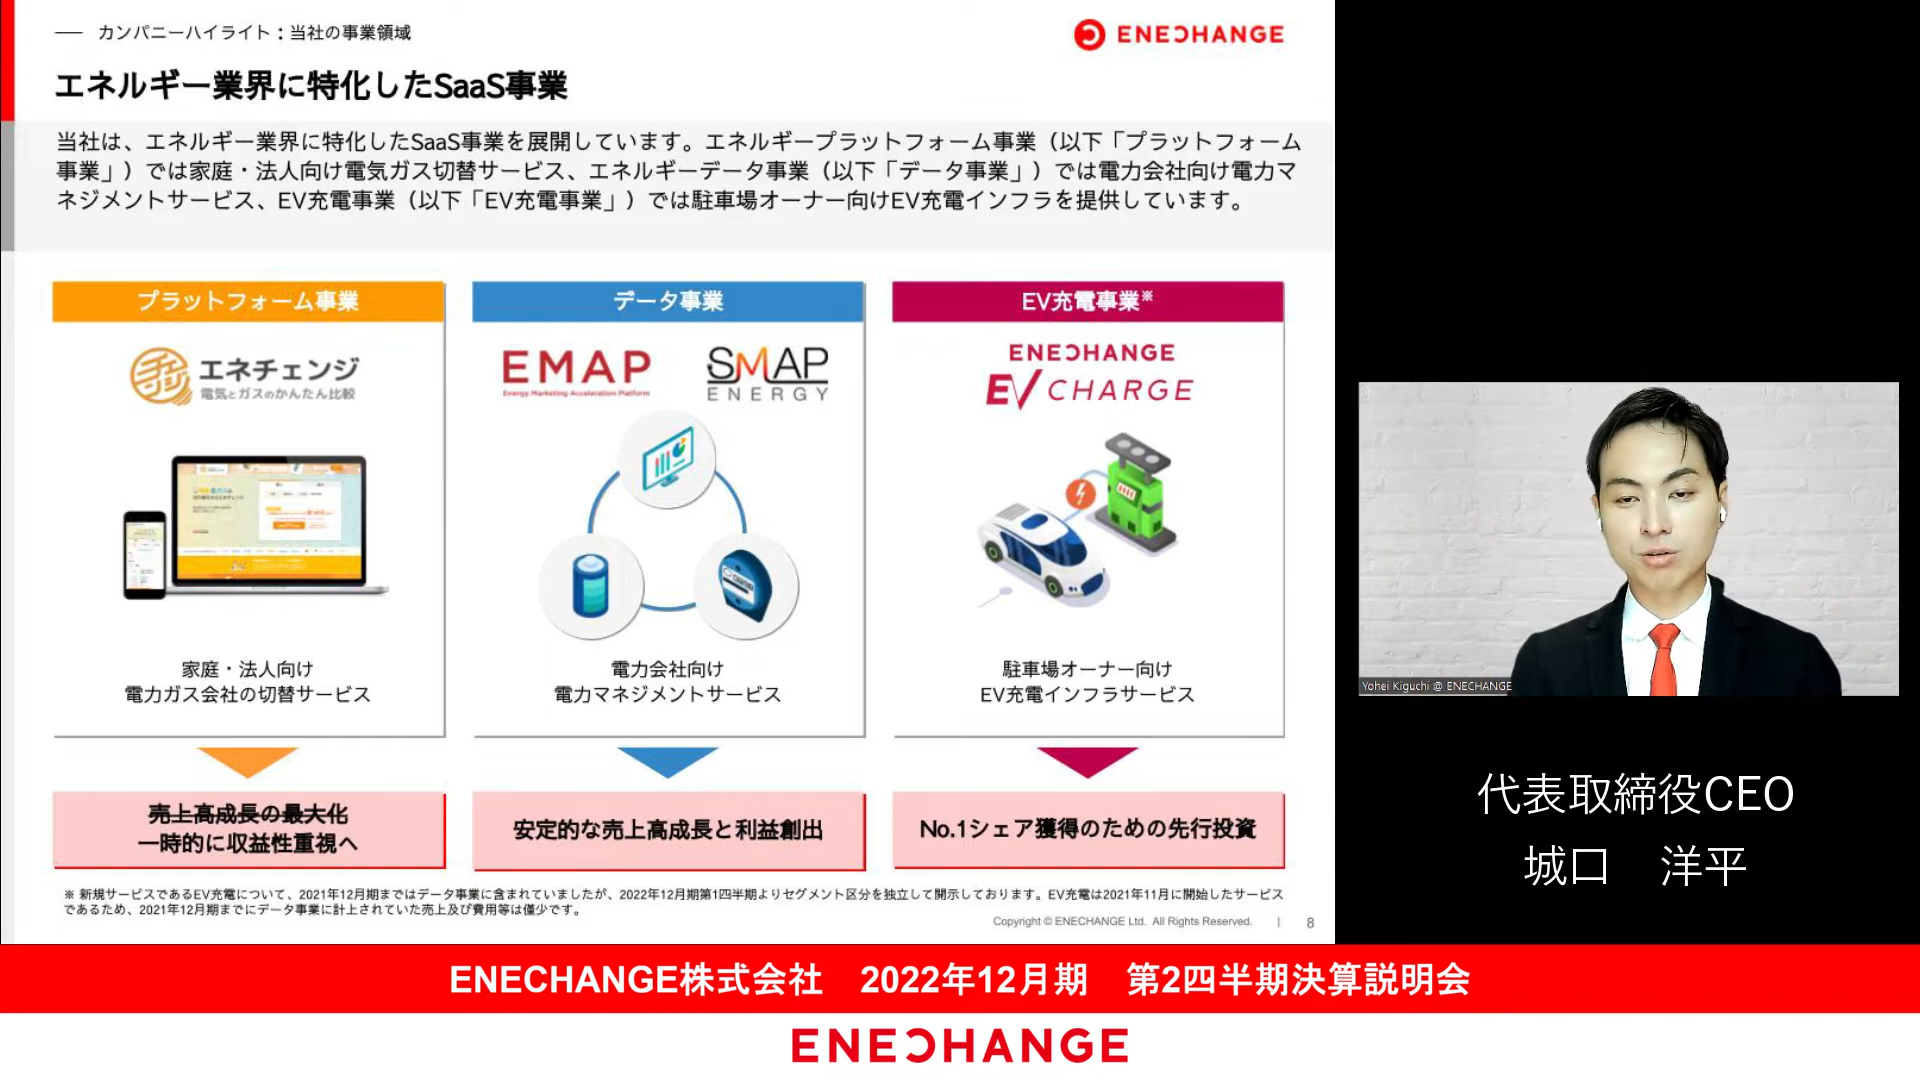 カンパニーハイライト：当社の事業領域
ENECHANGE
エネルギー業界に特化したSaaS事業
当社は、エネルギー業界に特化したSaaS事業を展開しています。エネルギープラットフォーム事業（以下「プラットフォーム
事業」）では家庭・法人向け電気ガス切替サービス、エネルギーデータ事業（以下「データ事業」）では電力会社向け電力マ
ネジメントサービス、EV充電事業（以下「EV充電事業」）では駐車場オーナー向けEV充電インフラを提供しています。
プラットフォーム事業
エネチェンジ
電気とガスのかんたん比較
家庭・法人向け
電力ガス会社の切替サービス
売上高成長の最大化
一時的に収益性重視へ
データ事業
EMAP
Energy Marketing Acceleration Platform
SMAP
ENERGY
電力会社向け
電力マネジメントサービス
安定的な売上高成長と利益創出
EV充電事業※
ENECHANGE
EV CHARGE
駐車場オーナー向け
EV充電インフラサービス
No.1シェア獲得のための先行投資
※ 新規サービスであるEV充電について、2021年12月期まではデータ事業に含まれていましたが、2022年12月期第1四半期よりセグメント区分を独立して開示しております。EV充電は2021年11月に開始したサービス
であるため、2021年12月期までにデータ事業に計上されていた売上及び費用等は僅少です。
Copyright © ENECHANGE Ltd. All Rights Reserved. | 8
Yohei Kiguchi @ ENECHANGE
代表取締役CEO
城口 洋平
ENECHANGE株式会社 2022年12月期 第2四半期決算説明会
ENECHANGE